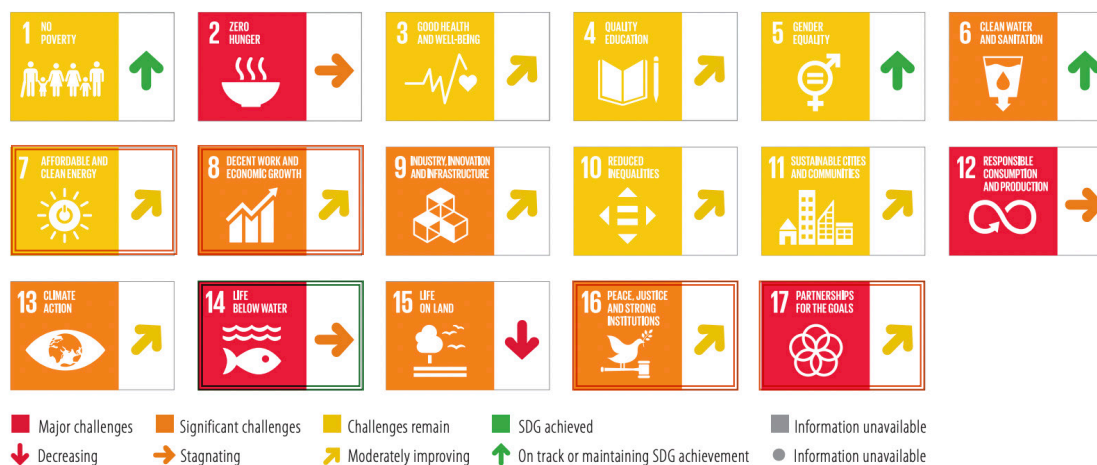 1 NO
POVERTY
2 ZERO
HUNGER
3 GOOD HEALTH
AND WELL-BEING
4 QUALITY
EDUCATION
5 GENDER
EQUALITY
6 CLEAN WATER
AND SANITATION
7 AFFORDABLE AND
CLEAN ENERGY
8 DECENT WORK AND
ECONOMIC GROWTH
9 INDUSTRY, INNOVATION
AND INFRASTRUCTURE
10 REDUCED
INEQUALITIES
11 SUSTAINABLE CITIES
AND COMMUNITIES
12 RESPONSIBLE
CONSUMPTION
AND PRODUCTION
13 CLIMATE
ACTION
14 LIFE
BELOW WATER
15 LIFE
ON LAND
16 PEACE, JUSTICE
AND STRONG
INSTITUTIONS
17 PARTNERSHIPS
FOR THE GOALS
Major challenges Significant challenges Challenges remain SDG achieved Information unavailable
Decreasing Stagnating Moderately improving On track or maintaining SDG achievement Information unavailable